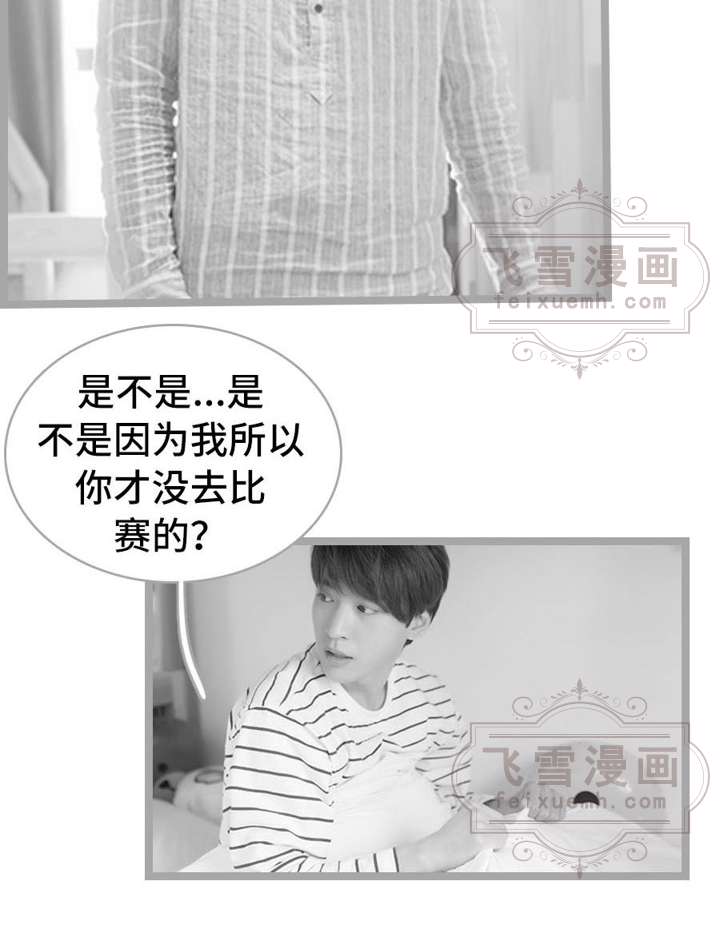 飞雪漫画
feixuemh.com
是不是...是
不是因为我所以
你才没去比
赛的？
飞雪漫画
feixuemh.com